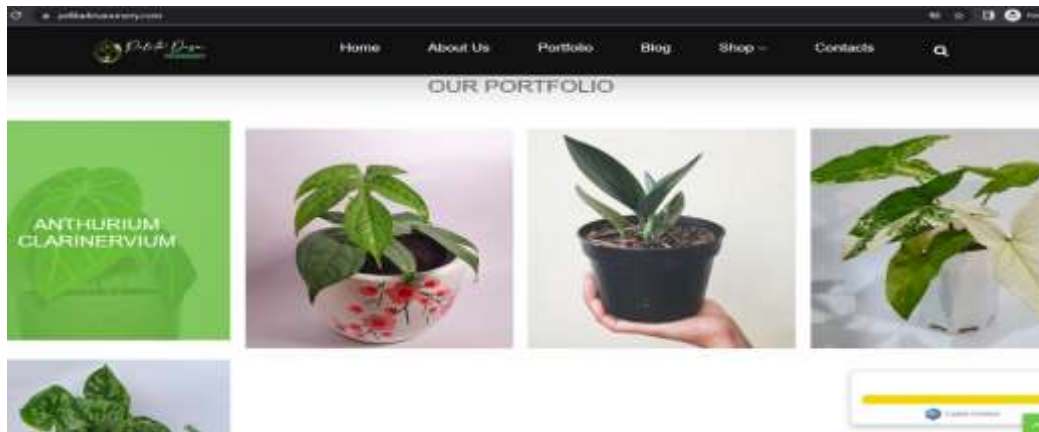 Home About Us Portfolio Blog Shop Contacts
OUR PORTFOLIO
ANTHURIUM
CLARINERVIUM